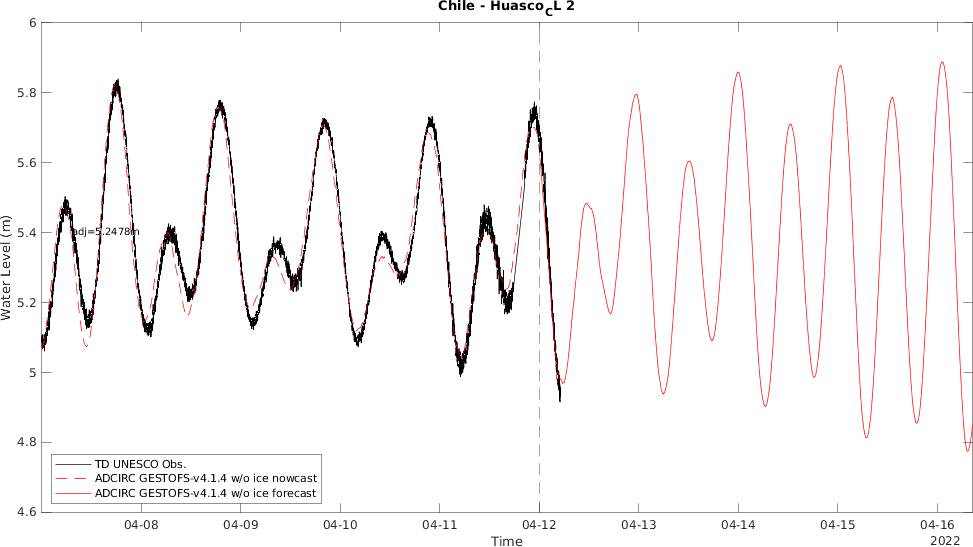 Chile - Huasco_CL 2
6
5.8
5.6
5.4
5.2
5
4.8
4.6
Water Level (m)
adj=5.2478m
TD UNESCO Obs.
ADCIRC GESTOFS-v4.1.4 w/o ice nowcast
ADCIRC GESTOFS-v4.1.4 w/o ice forecast
04-08 04-09 04-10 04-11 04-12 04-13 04-14 04-15 04-16
Time
2022